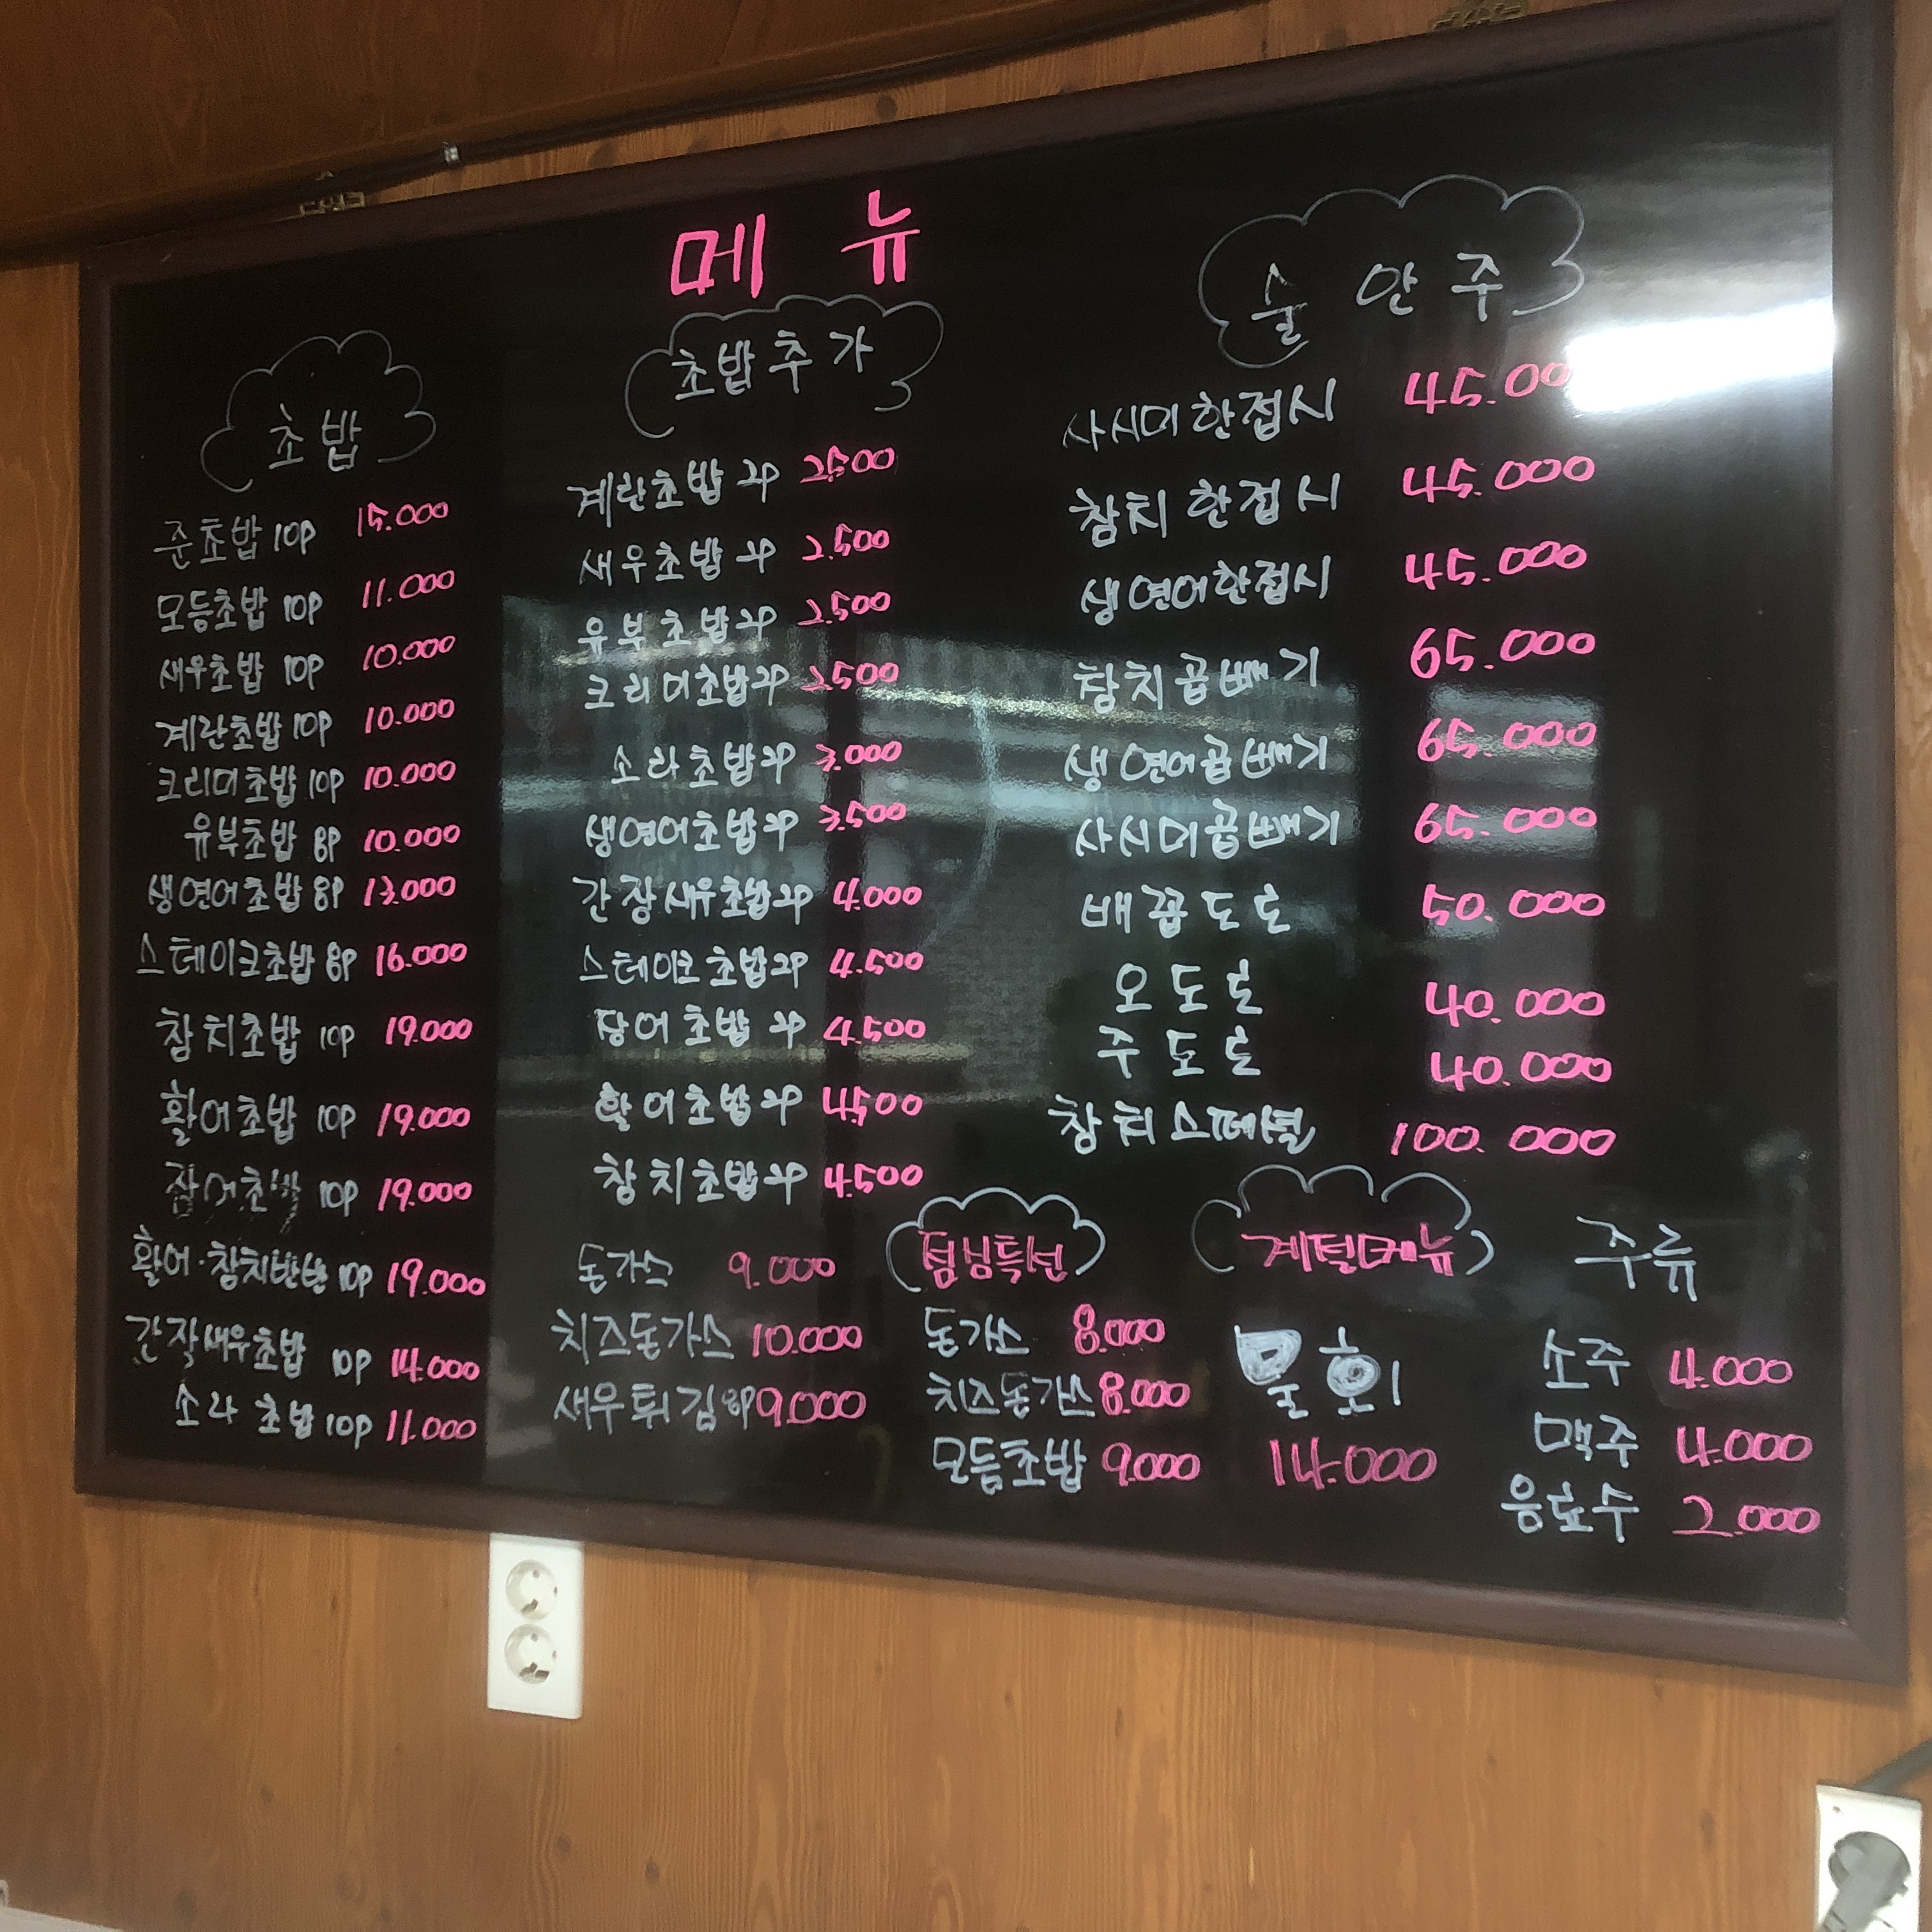 메뉴
초밥
준초밥 10P 15.000
모등초밥 10P 11.000
새우초밥 10P 10.000
계란초밥 10P 10.000
크리미초밥 10P 10.000
유부초밥 8P 10.000
생연어초밥 8P 13.000
스테이크초밥 8P 16.000
참치초밥 10P 19.000
활어초밥 10P 19.000
10P 19.000
활어·참치반반 10P 19.000
간장새우초밥 10P 14.000
소라초밥 10P 11.000
초밥추가
계란초밥 2P 2.500
새우초밥 2P 2.500
유부초밥 2P 2.500
크리미초밥 2P 2.500
소라초밥 2P 3.000
생연어초밥 2P 3.500
간장새우초밥 2P 4.000
스테이크초밥 2P 4.500
장어초밥 2P 4.500
활어초밥 2P 4.500
참치초밥 2P 4.500
돈가스 9.000
치즈돈가스 10.000
새우튀김 9.000
술안주
사시미한접시 45.00
참치한접시 45.000
생연어한접시 45.000
참치곱빼기 65.000
생연어곱빼기 65.000
사시미곱빼기 65.000
배꼽도로 50.000
오도로 40.000
주도로 40.000
참치스페셜 100.000
점심특선
돈가스 8.000
치즈돈가스 8.000
모듬초밥 9.000
계절메뉴
물회
14.000
주류
소주 4.000
맥주 4.000
음료수 2.000